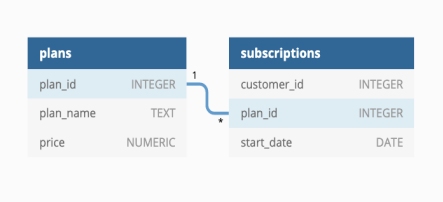 plans
plan_id INTEGER
plan_name TEXT
price NUMERIC
1
*
subscriptions
customer_id INTEGER
plan_id INTEGER
start_date DATE